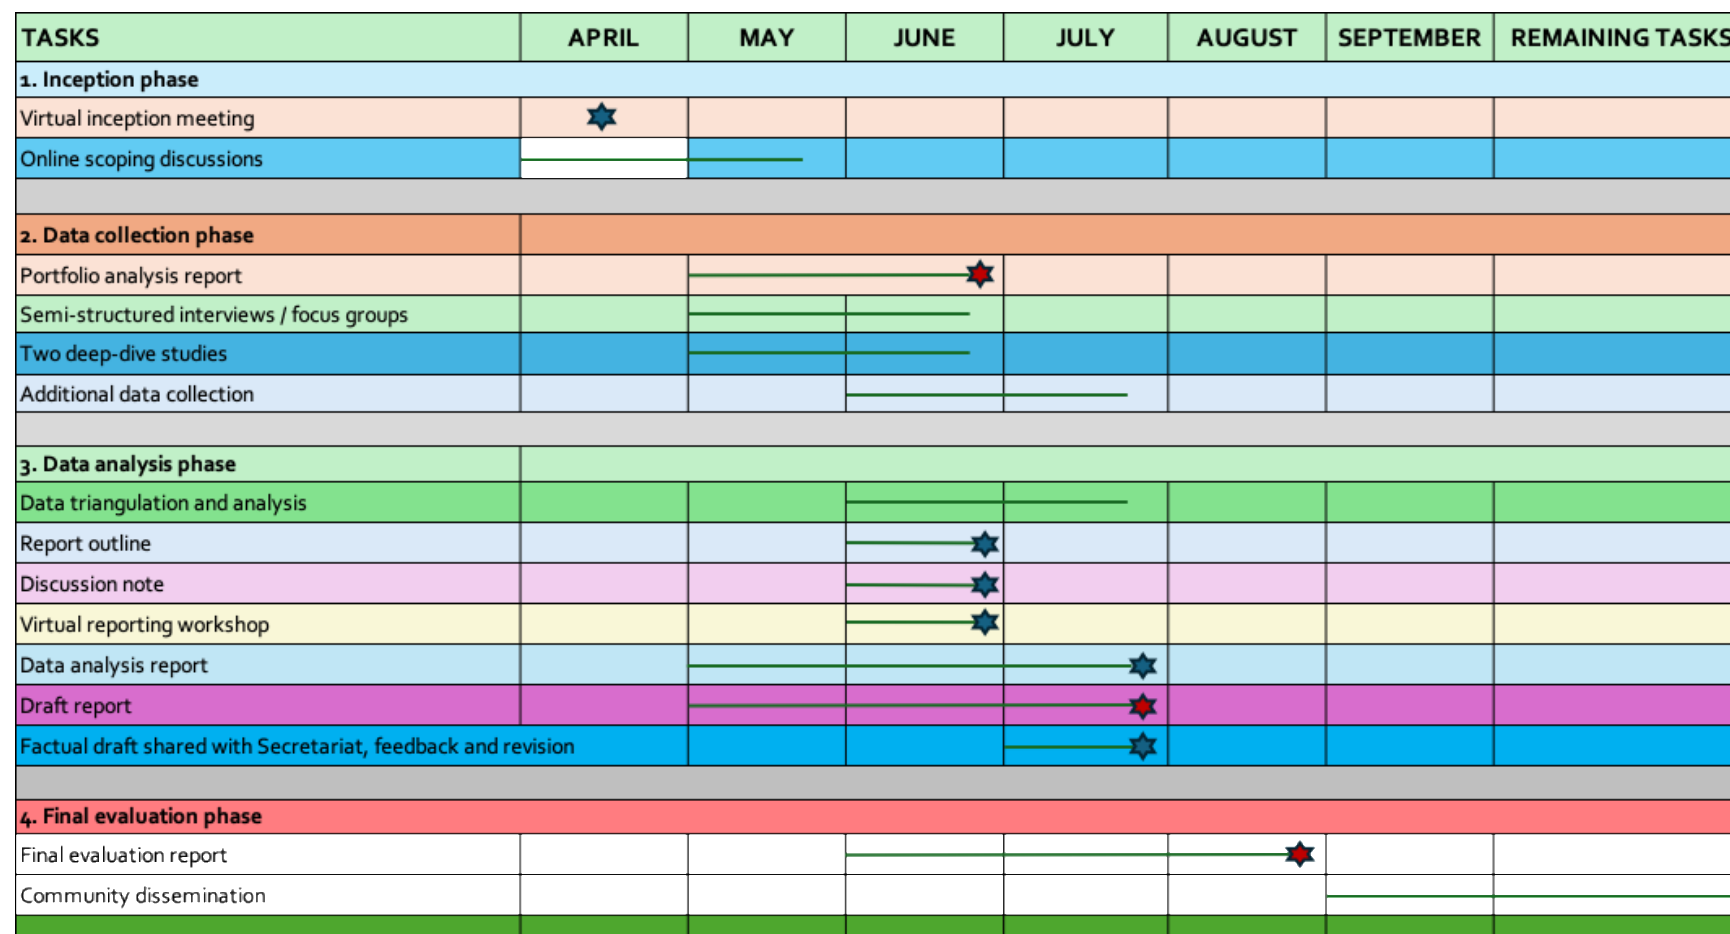 TASKS APRIL MAY JUNE JULY AUGUST SEPTEMBER REMAINING TASKS
1. Inception phase
Virtual inception meeting
Online scoping discussions
2. Data collection phase
Portfolio analysis report
Semi-structured interviews / focus groups
Two deep-dive studies
Additional data collection
3. Data analysis phase
Data triangulation and analysis
Report outline
Discussion note
Virtual reporting workshop
Data analysis report
Draft report
Factual draft shared with Secretariat, feedback and revision
4. Final evaluation phase
Final evaluation report
Community dissemination